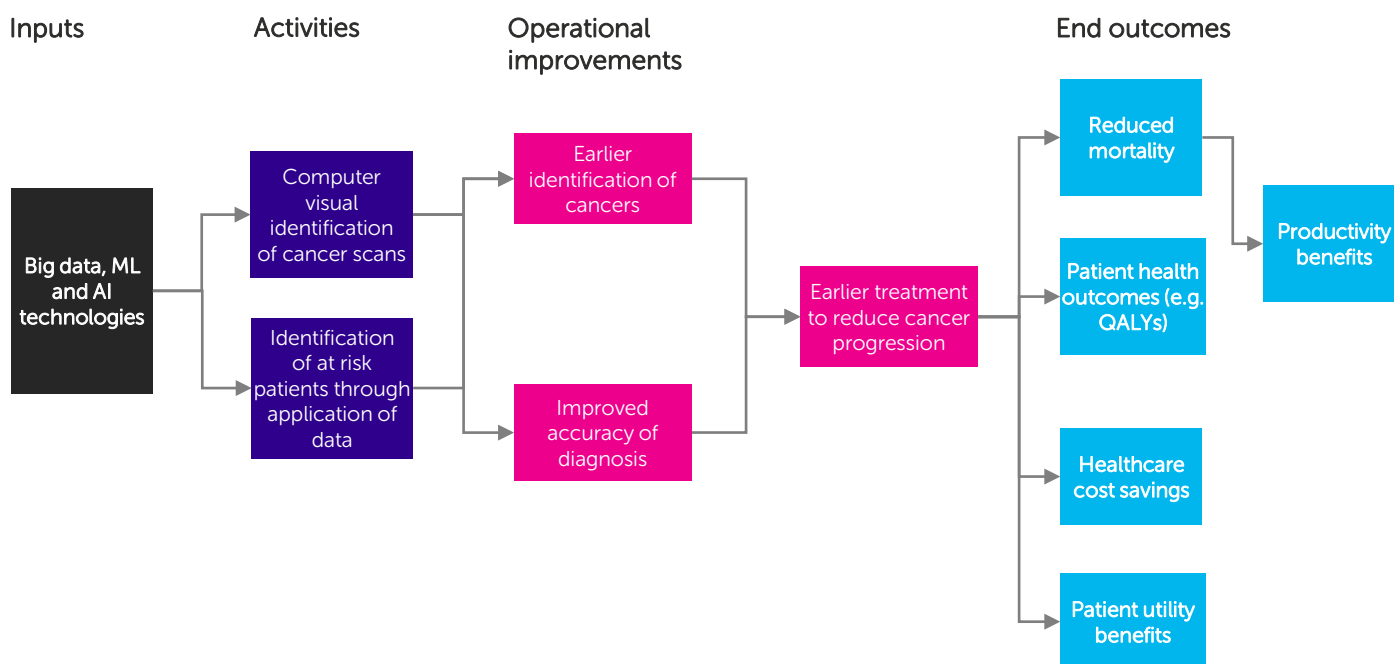 Inputs
Activities
Operational
improvements
End outcomes
Big data, ML
and AI
technologies
Computer
visual
identification
of cancer scans
Identification
of at risk
patients through
application of
data
Earlier
identification of
cancers
Improved
accuracy of
diagnosis
Earlier treatment
to reduce cancer
progression
Reduced
mortality
Patient health
outcomes (e.g.
QALYs)
Healthcare
cost savings
Patient utility
benefits
Productivity
benefits